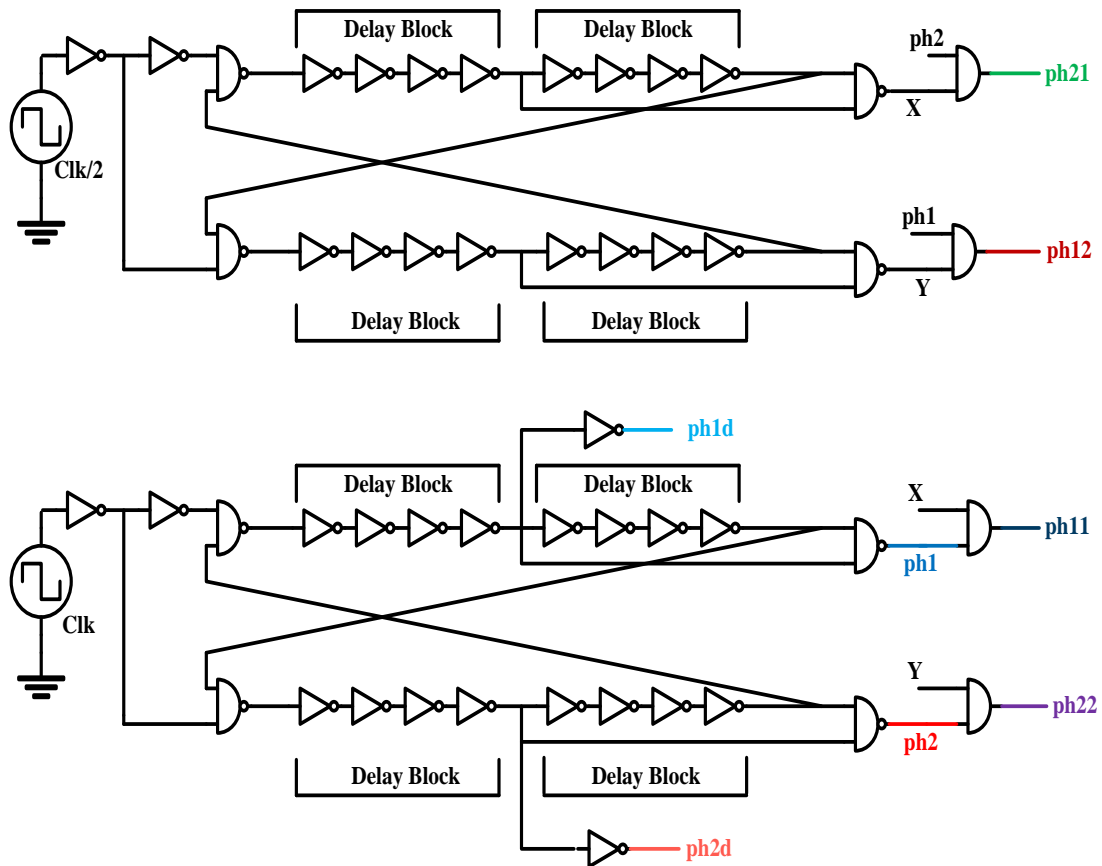 Delay Block
Delay Block
ph2
ph21
X
Clk/2
ph1
ph12
Y
Delay Block
Delay Block
ph1d
Delay Block
Delay Block
X
ph11
ph1
Clk
Y
ph22
ph2
Delay Block
Delay Block
ph2d